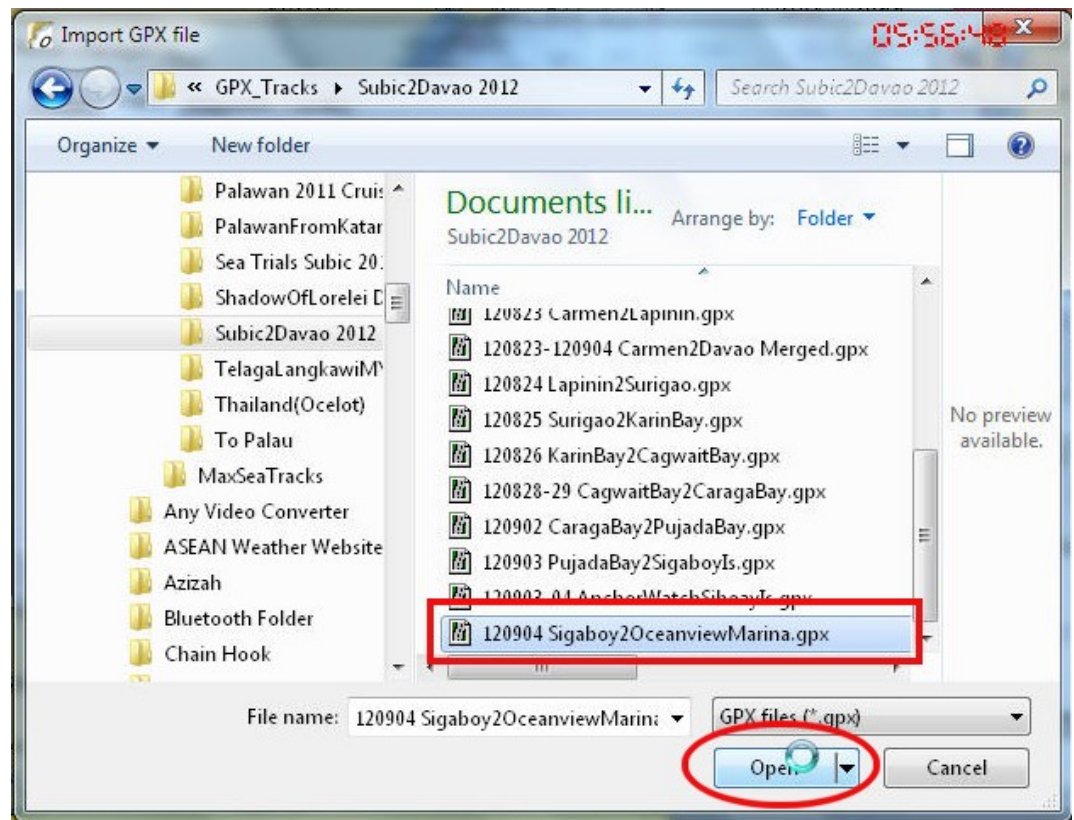 Import GPX file
05:56:48
« GPX_Tracks ▸ Subic2Davao 2012
Search Subic2Davao 2012
Organize ▾ New folder
Palawan 2011 Cruis
PalawanFromKatar
Sea Trials Subic 20
ShadowOfLorelei D
Subic2Davao 2012
TelagaLangkawiM
Thailand(Ocelot)
To Palau
MaxSeaTracks
Any Video Converter
ASEAN Weather Website
Azizah
Bluetooth Folder
Chain Hook
Documents li...
Subic2Davao 2012
Arrange by: Folder ▾
Name
120823 Carmen2Lapinin.gpx
120823-120904 Carmen2Davao Merged.gpx
120824 Lapinin2Surigao.gpx
120825 Surigao2KarinBay.gpx
120826 KarinBay2CagwaitBay.gpx
120828-29 CagwaitBay2CaragaBay.gpx
120902 CaragaBay2PujadaBay.gpx
120903 PujadaBay2SigaboyIs.gpx
120903-04 AnchorWatchSiboayIs.gpx
120904 Sigaboy2OceanviewMarina.gpx
No preview
available.
File name: 120904 Sigaboy2OceanviewMarina
GPX files (*.gpx)
Open
Cancel